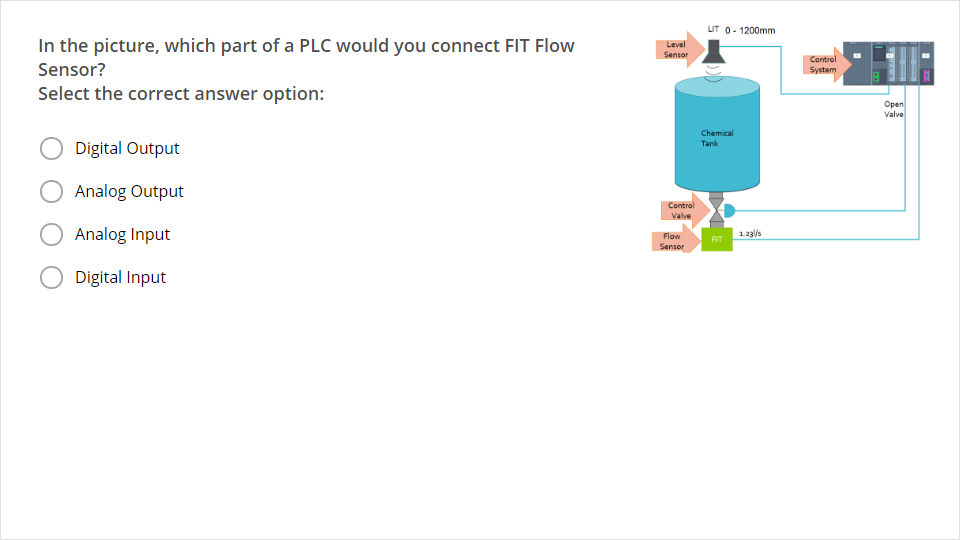 In the picture, which part of a PLC would you connect FIT Flow
Sensor?
Select the correct answer option:
Digital Output
Analog Output
Analog Input
Digital Input
LIT 0 - 1200mm
Level
Sensor
Control
System
Open
Valve
Chemical
Tank
Control
Valve
Flow
Sensor
FIT
1.23l/s